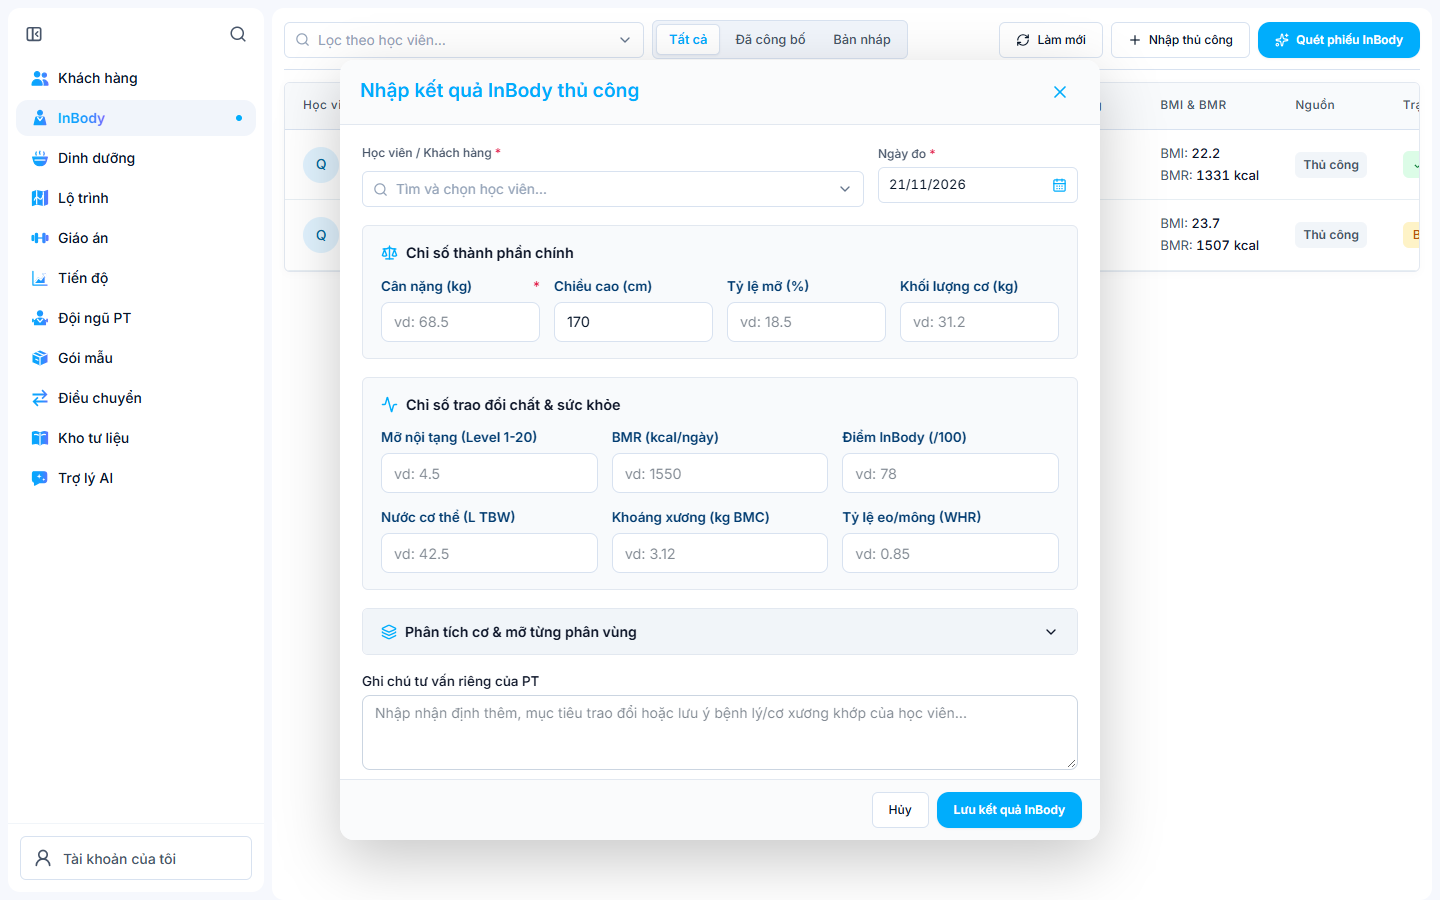 Lọc theo học viên...
Tất cả
Đã công bố
Bản nháp
Làm mới
Nhập thủ công
Quét phiếu InBody
Khách hàng
InBody
Dinh dưỡng
Lộ trình
Giáo án
Tiến độ
Đội ngũ PT
Gói mẫu
Điều chuyển
Kho tư liệu
Trợ lý AI
Tài khoản của tôi
Học vi
BMI & BMR
Nguồn
Trạ
Q
BMI: 22.2
BMR: 1331 kcal
Thủ công
Q
BMI: 23.7
BMR: 1507 kcal
Thủ công
B
Nhập kết quả InBody thủ công
Học viên / Khách hàng *
Ngày đo *
Tìm và chọn học viên...
21/11/2026
Chỉ số thành phần chính
Cân nặng (kg) *
Chiều cao (cm)
Tỷ lệ mỡ (%)
Khối lượng cơ (kg)
vd: 68.5
170
vd: 18.5
vd: 31.2
Chỉ số trao đổi chất & sức khỏe
Mỡ nội tạng (Level 1-20)
BMR (kcal/ngày)
Điểm InBody (/100)
vd: 4.5
vd: 1550
vd: 78
Nước cơ thể (L TBW)
Khoáng xương (kg BMC)
Tỷ lệ eo/mông (WHR)
vd: 42.5
vd: 3.12
vd: 0.85
Phân tích cơ & mỡ từng phân vùng
Ghi chú tư vấn riêng của PT
Nhập nhận định thêm, mục tiêu trao đổi hoặc lưu ý bệnh lý/cơ xương khớp của học viên...
Hủy
Lưu kết quả InBody